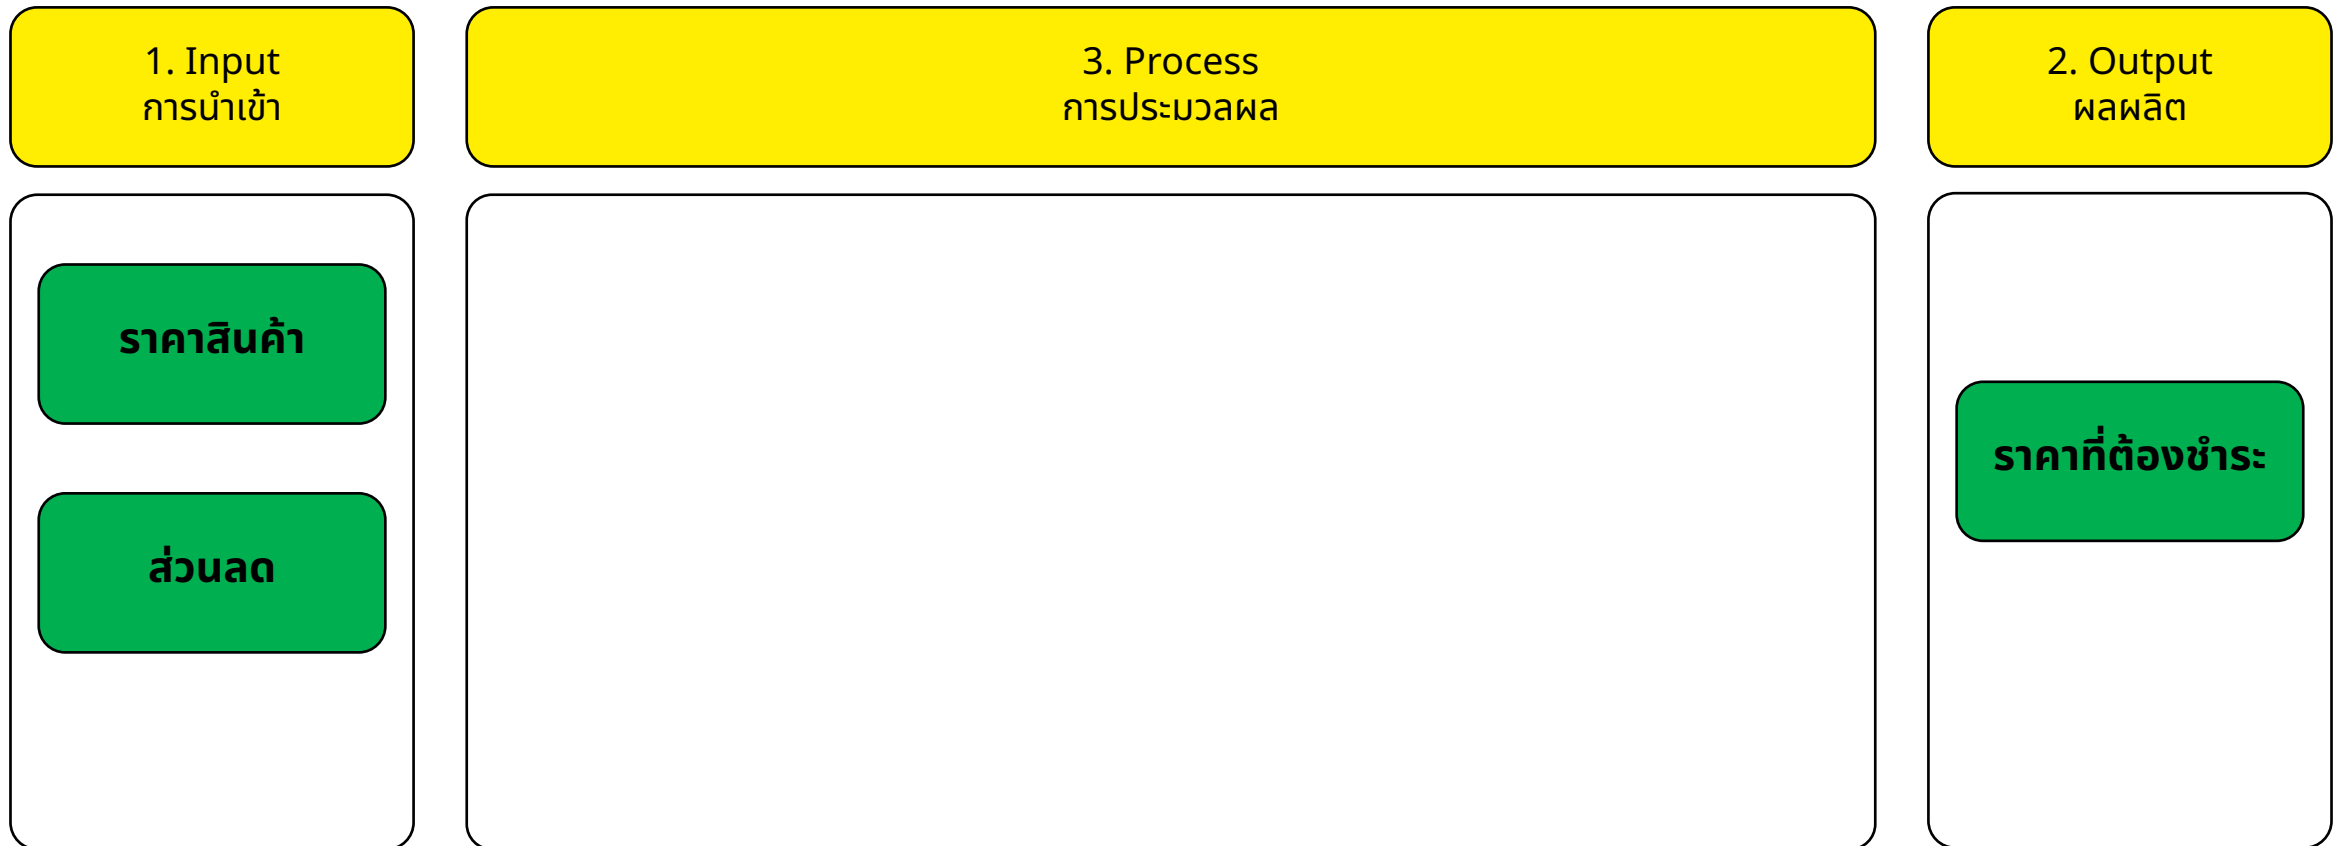 1. Input
การนำเข้า
3. Process
การประมวลผล
2. Output
ผลผลิต
ราคาสินค้า
ส่วนลด
ราคาที่ต้องชำระ